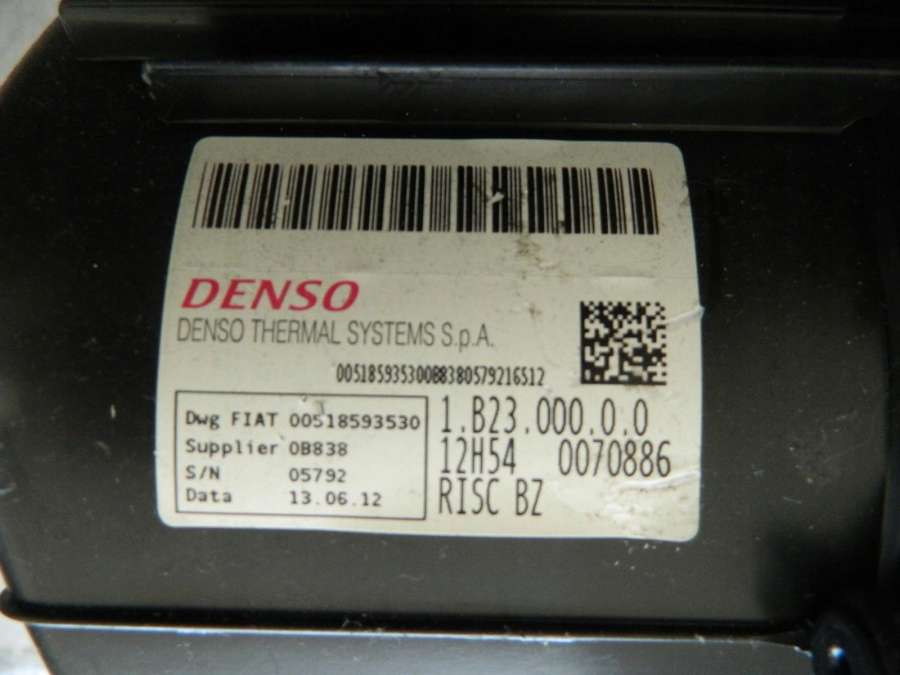 DENSO
DENSO THERMAL SYSTEMS S.p.A.
005185935300B8380579216512
Dwg FIAT 00518593530
Supplier 0B838
S/N 05792
Data 13.06.12
1.B23.000.0.0
12H54 0070886
RISC BZ